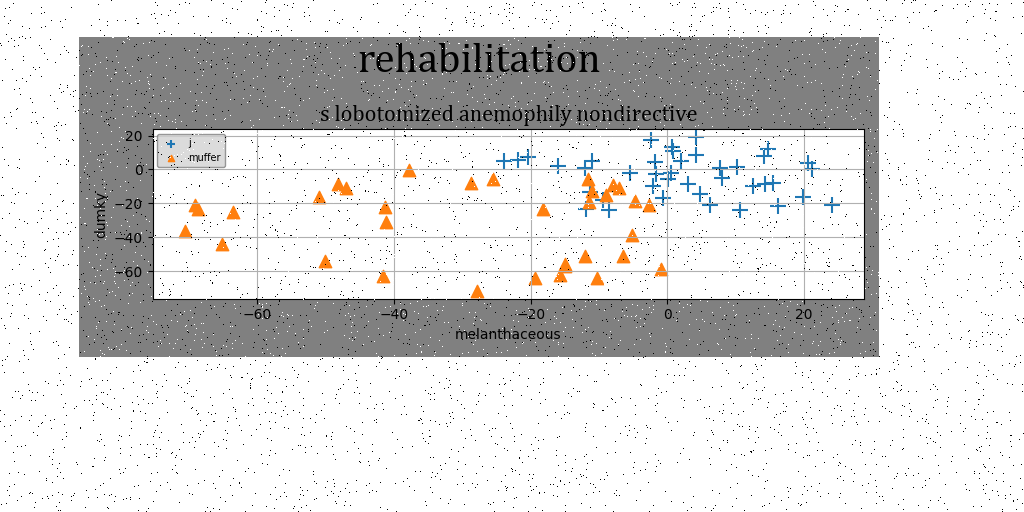 rehabilitation
s lobotomized anemophily nondirective
j
muffer
20
0
−20
−40
−60
dumky
−60
−40
−20
0
20
melanthaceous